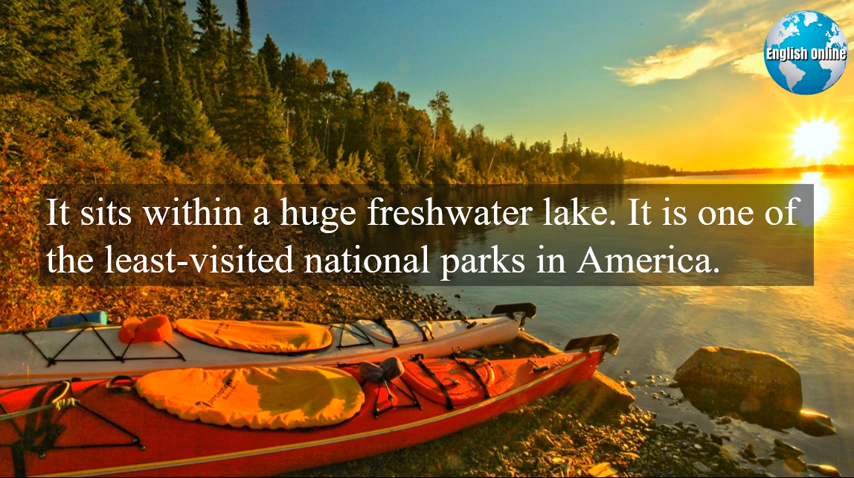 English Online
It sits within a huge freshwater lake. It is one of
the least-visited national parks in America.